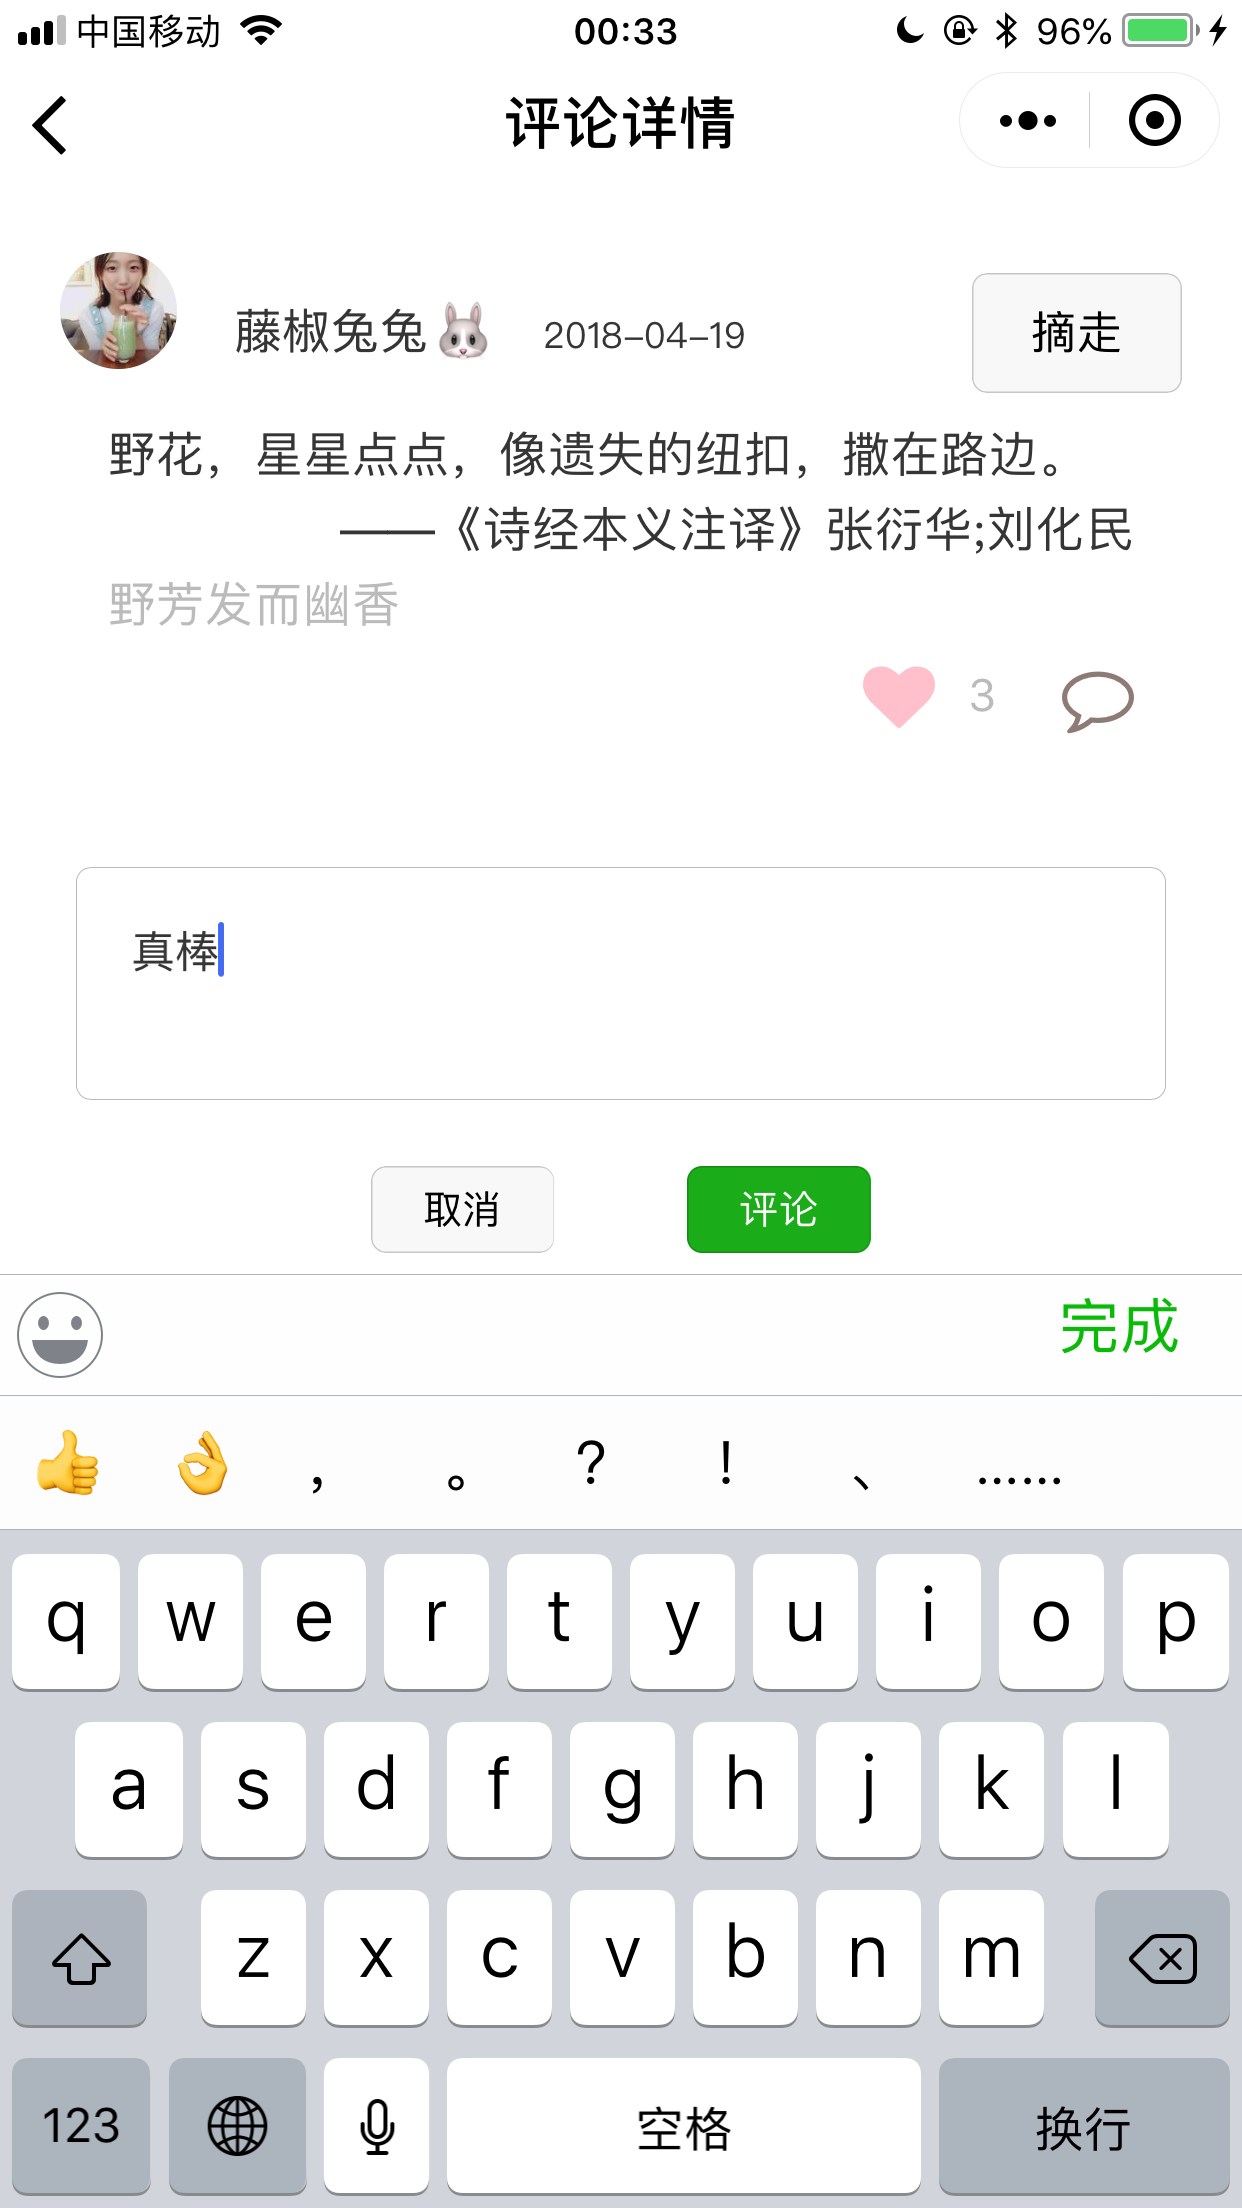 中国移动 00:33 96%
评论详情
藤椒兔兔🐰 2018-04-19 摘走
野花，星星点点，像遗失的纽扣，撒在路边。
——《诗经本义注译》张衍华;刘化民
野芳发而幽香
3
真棒
取消 评论
完成
👍 👌 ， 。 ? ! 、 ……
q w e r t y u i o p
a s d f g h j k l
z x c v b n m
123 空格 换行